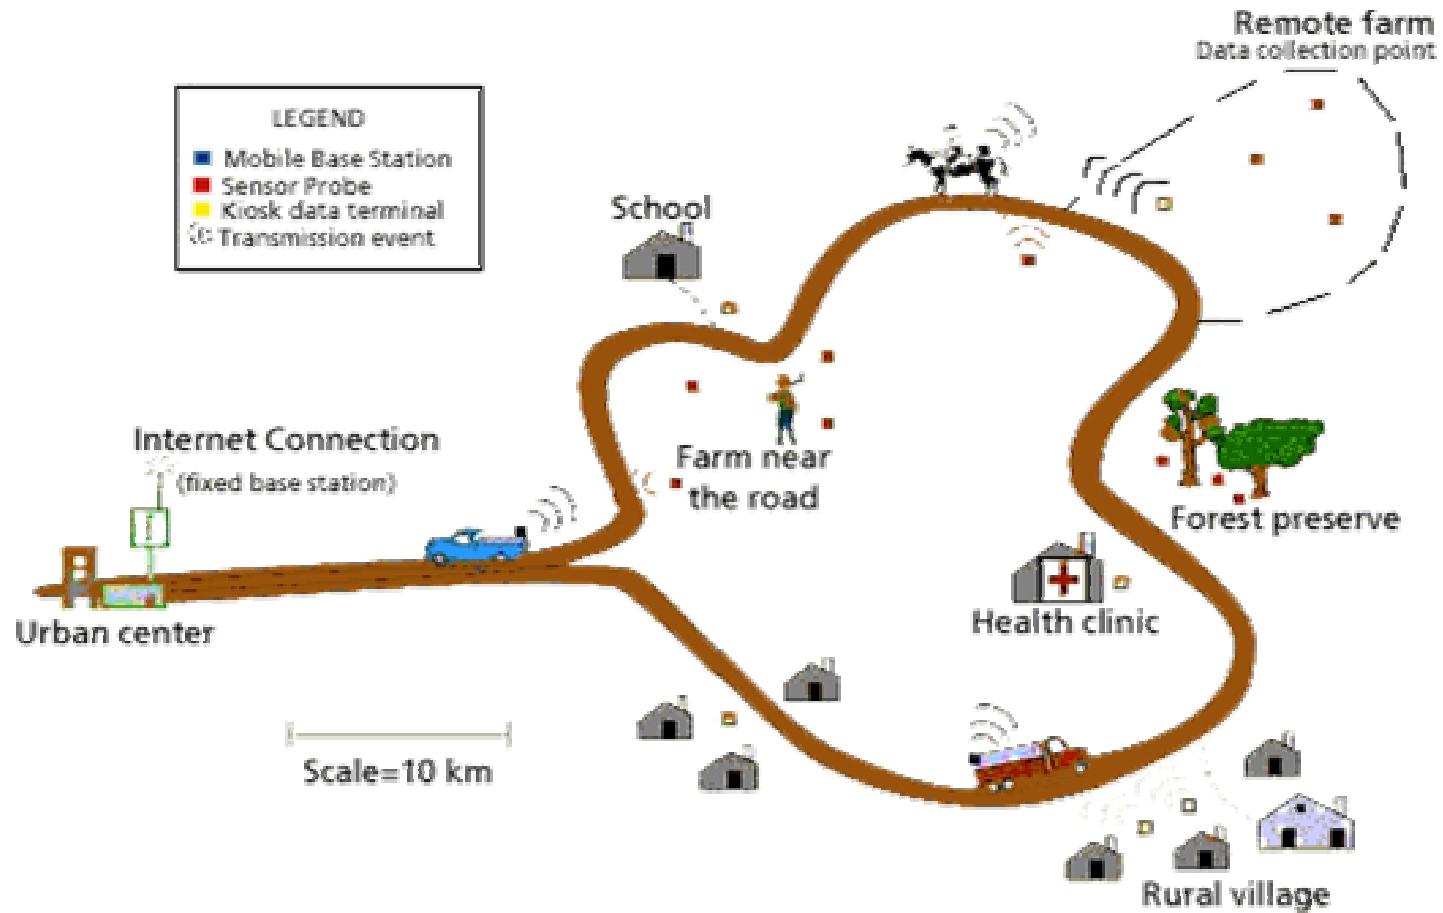 Remote farm
Data collection point
LEGEND
Mobile Base Station
Sensor Probe
Kiosk data terminal
Transmission event
School
Internet Connection
(fixed base station)
Farm near
the road
Forest preserve
Health clinic
Urban center
Scale=10 km
Rural village